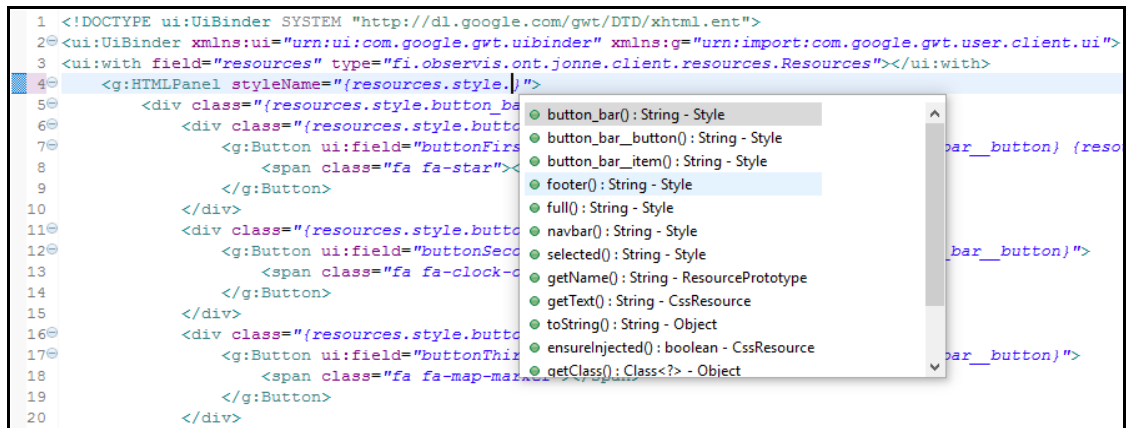 1 <!DOCTYPE ui:UiBinder SYSTEM "http://dl.google.com/gwt/DTD/xhtml.ent">
2 <ui:UiBinder xmlns:ui="urn:ui:com.google.gwt.uibinder" xmlns:g="urn:import:com.google.gwt.user.client.ui">
3 <ui:with field="resources" type="fi.observis.ont.jonne.client.resources.Resources"></ui:with>
4 <g:HTMLPanel styleName="{resources.style.}">
5 <div class="{resources.style.button_ba
6 <div class="{resources.style.butto
7 <g:Button ui:field="buttonFirs ar__button} {reso
8 <span class="fa fa-star"><
9 </g:Button>
10 </div>
11 <div class="{resources.style.butto
12 <g:Button ui:field="buttonSeco _bar__button}">
13 <span class="fa fa-clock-o
14 </g:Button>
15 </div>
16 <div class="{resources.style.butto
17 <g:Button ui:field="buttonThir bar__button}">
18 <span class="fa fa-map-marker"></span>
19 </g:Button>
20 </div>
button_bar() : String - Style
button_bar__button() : String - Style
button_bar__item() : String - Style
footer() : String - Style
full() : String - Style
navbar() : String - Style
selected() : String - Style
getName() : String - ResourcePrototype
getText() : String - CssResource
toString() : String - Object
ensureInjected() : boolean - CssResource
getClass() : Class<?> - Object